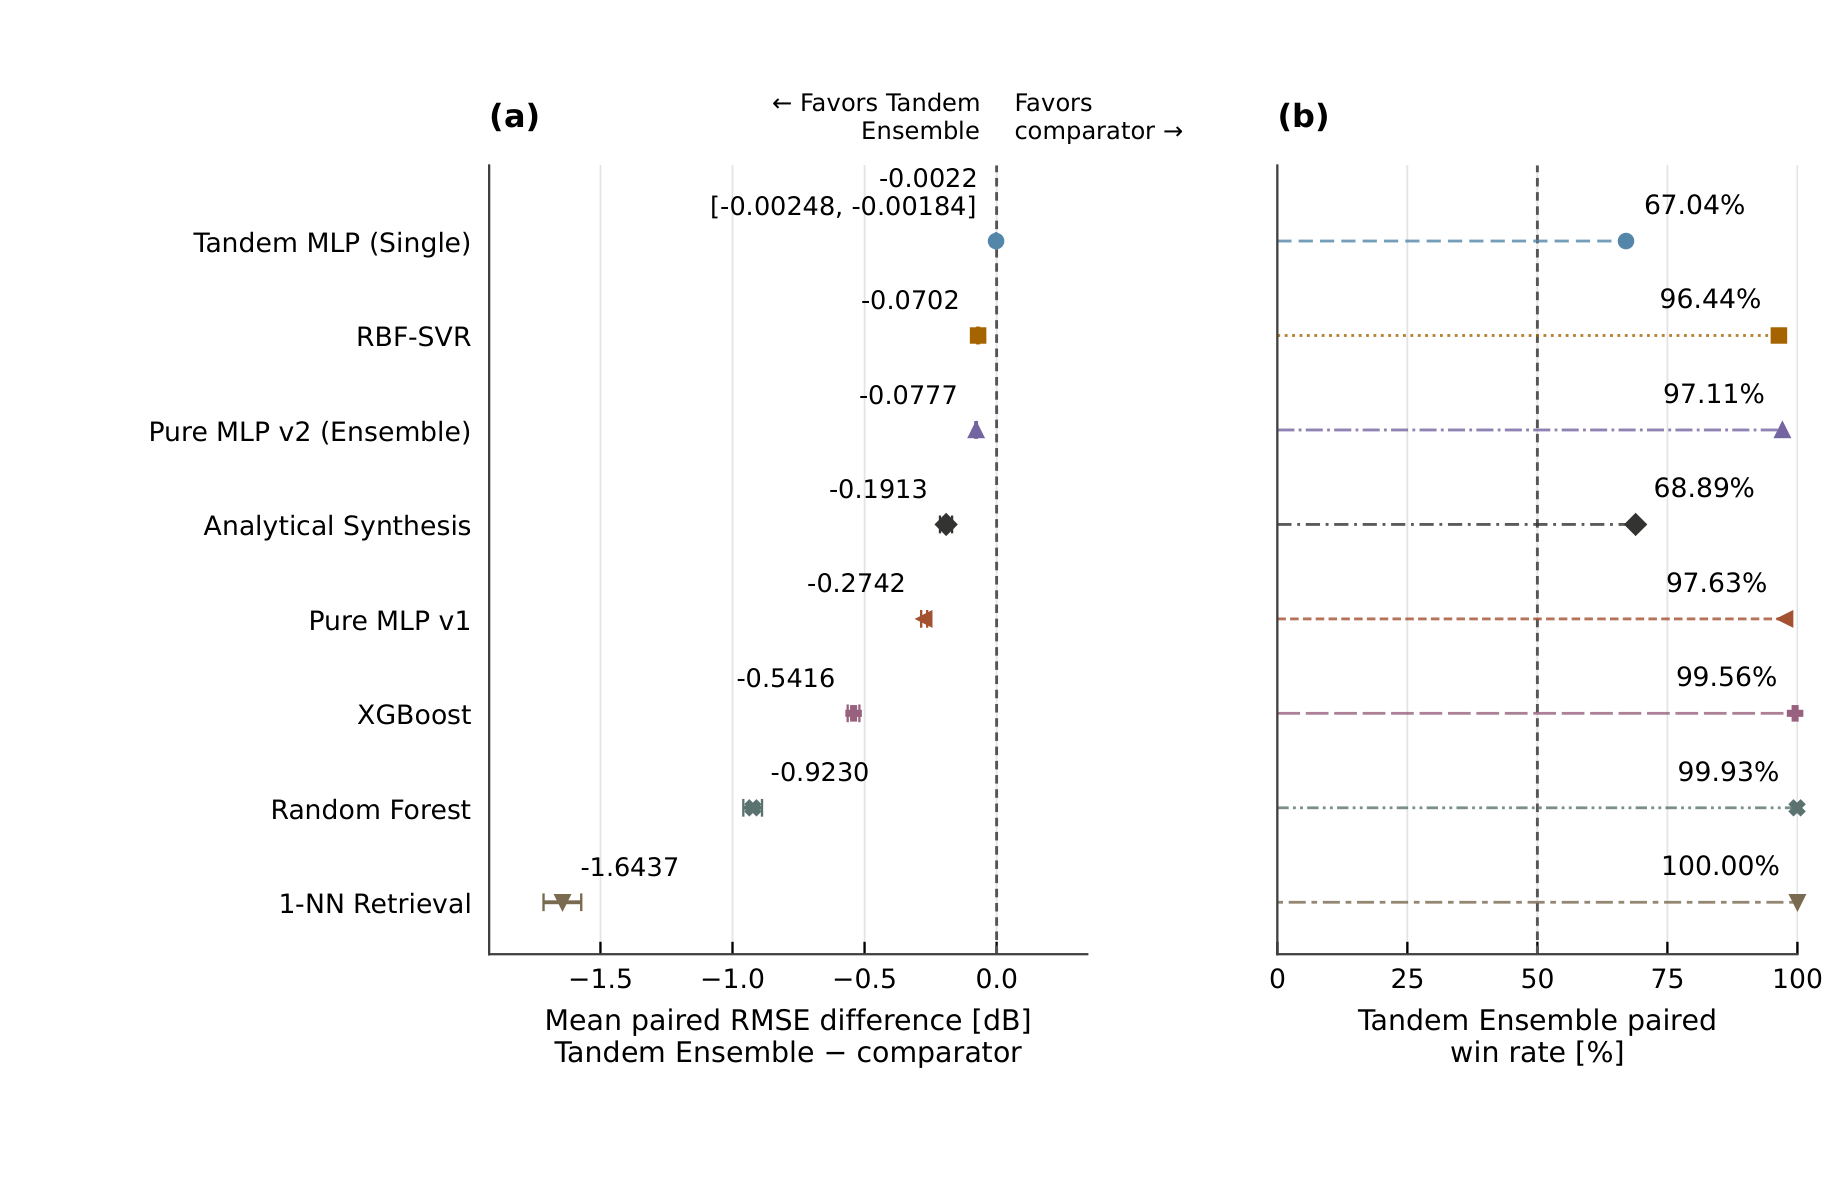 (a)
← Favors Tandem
Ensemble
Favors
comparator →
(b)
-0.0022
[-0.00248, -0.00184]
67.04%
Tandem MLP (Single)
-0.0702
96.44%
RBF-SVR
-0.0777
97.11%
Pure MLP v2 (Ensemble)
-0.1913
68.89%
Analytical Synthesis
-0.2742
97.63%
Pure MLP v1
-0.5416
99.56%
XGBoost
-0.9230
99.93%
Random Forest
-1.6437
100.00%
1-NN Retrieval
−1.5 −1.0 −0.5 0.0
0 25 50 75 100
Mean paired RMSE difference [dB]
Tandem Ensemble − comparator
Tandem Ensemble paired
win rate [%]